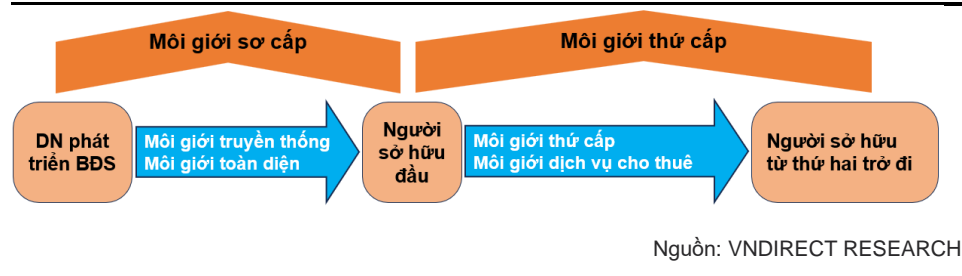 Môi giới sơ cấp
Môi giới thứ cấp
DN phát
triển BĐS
Môi giới truyền thống
Môi giới toàn diện
Người
sở hữu
đầu
Môi giới thứ cấp
Môi giới dịch vụ cho thuê
Người sở hữu
từ thứ hai trở đi
Nguồn: VNDIRECT RESEARCH